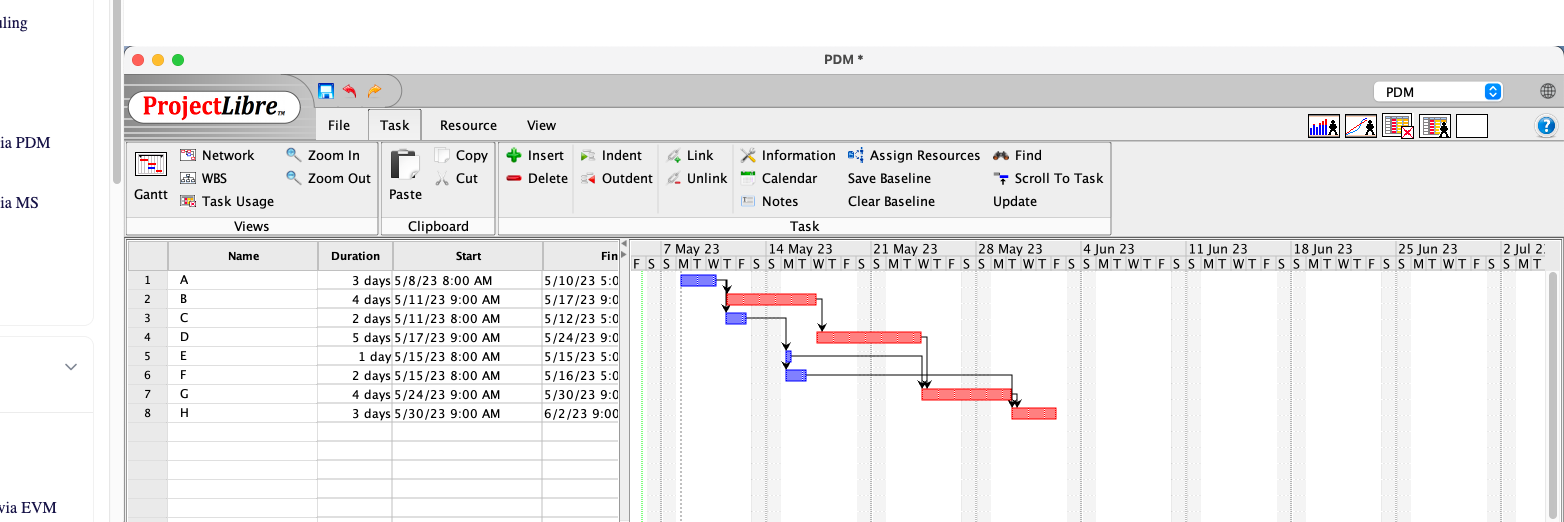 uling
ia PDM
ia MS
via EVM
PDM *
ProjectLibre TM
PDM
File Task Resource View
Gantt
Network
WBS
Task Usage
Zoom In
Zoom Out
Views
Paste
Copy
Cut
Clipboard
Insert
Delete
Indent
Outdent
Link
Unlink
Information
Calendar
Notes
Assign Resources
Save Baseline
Clear Baseline
Find
Scroll To Task
Update
Task
Name Duration Start Fin
1 A 3 days 5/8/23 8:00 AM 5/10/23 5:0
2 B 4 days 5/11/23 9:00 AM 5/17/23 9:0
3 C 2 days 5/11/23 8:00 AM 5/12/23 5:0
4 D 5 days 5/17/23 9:00 AM 5/24/23 9:0
5 E 1 day 5/15/23 8:00 AM 5/15/23 5:0
6 F 2 days 5/15/23 8:00 AM 5/16/23 5:0
7 G 4 days 5/24/23 9:00 AM 5/30/23 9:0
8 H 3 days 5/30/23 9:00 AM 6/2/23 9:00
7 May 23 14 May 23 21 May 23 28 May 23 4 Jun 23 11 Jun 23 18 Jun 23 25 Jun 23 2 Jul 2
F S S M T W T F S S M T W T F S S M T W T F S S M T W T F S S M T W T F S S M T W T F S S M T W T F S S M T W T F S S M T